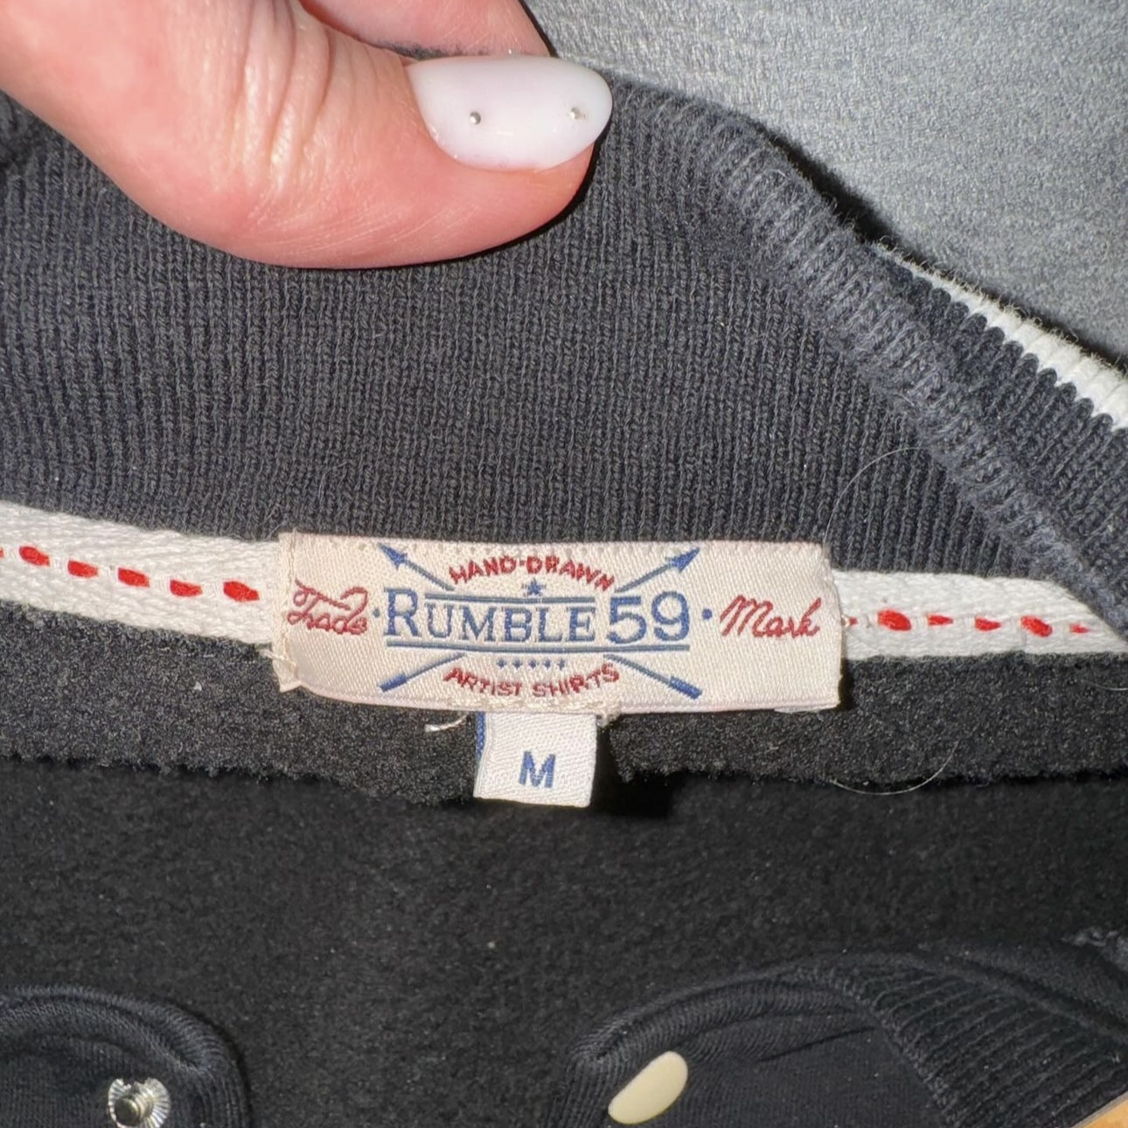 HAND-DRAWN
Trade · RUMBLE 59 · Mark
ARTIST SHIRTS
M